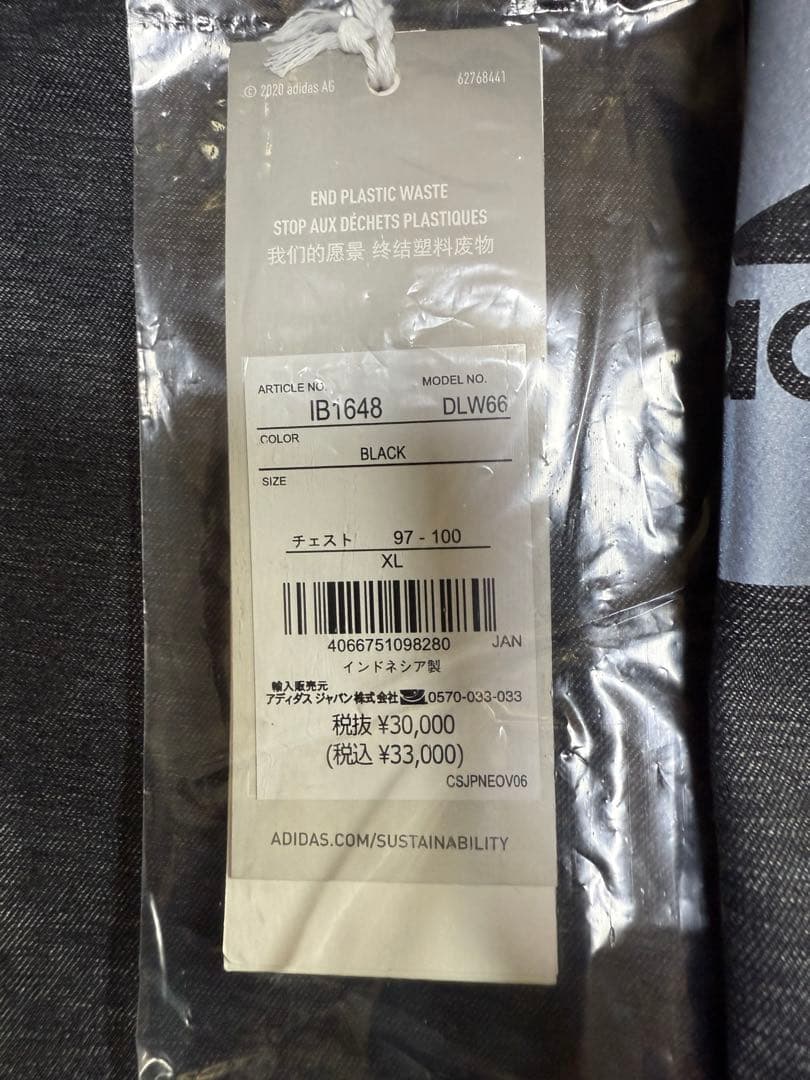 © 2020 adidas AG 62768441
END PLASTIC WASTE
STOP AUX DÉCHETS PLASTIQUES
我们的愿景 终结塑料废物
ARTICLE NO. MODEL NO.
IB1648 DLW66
COLOR
BLACK
SIZE
チェスト 97 - 100
XL
4066751098280 JAN
インドネシア製
輸入販売元
アディダス ジャパン株式会社 0570-033-033
税抜 ¥30,000
(税込 ¥33,000)
CSJPNEOV06
ADIDAS.COM/SUSTAINABILITY